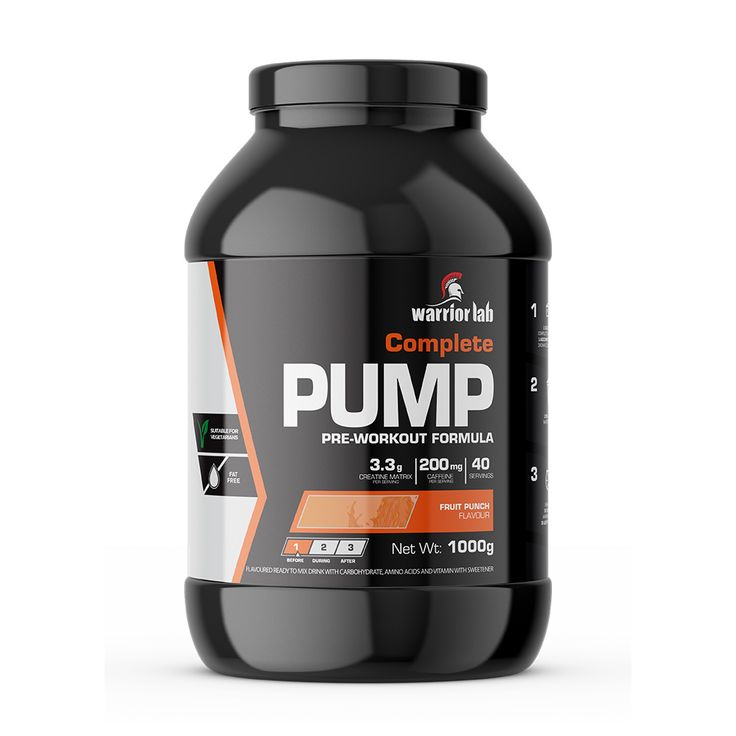 warrior lab
Complete
PUMP
PRE-WORKOUT FORMULA
3.3g
CREATINE MATRIX
PER SERVING
200mg
CAFFEINE
PER SERVING
40
SERVINGS
SUITABLE FOR
VEGETARIANS
FAT
FREE
FRUIT PUNCH
FLAVOUR
1 2 3
BEFORE DURING AFTER
Net Wt: 1000g
FLAVOURED READY TO MIX DRINK WITH CARBOHYDRATE, AMINO ACIDS AND VITAMIN WITH SWEETENER
1
2
3